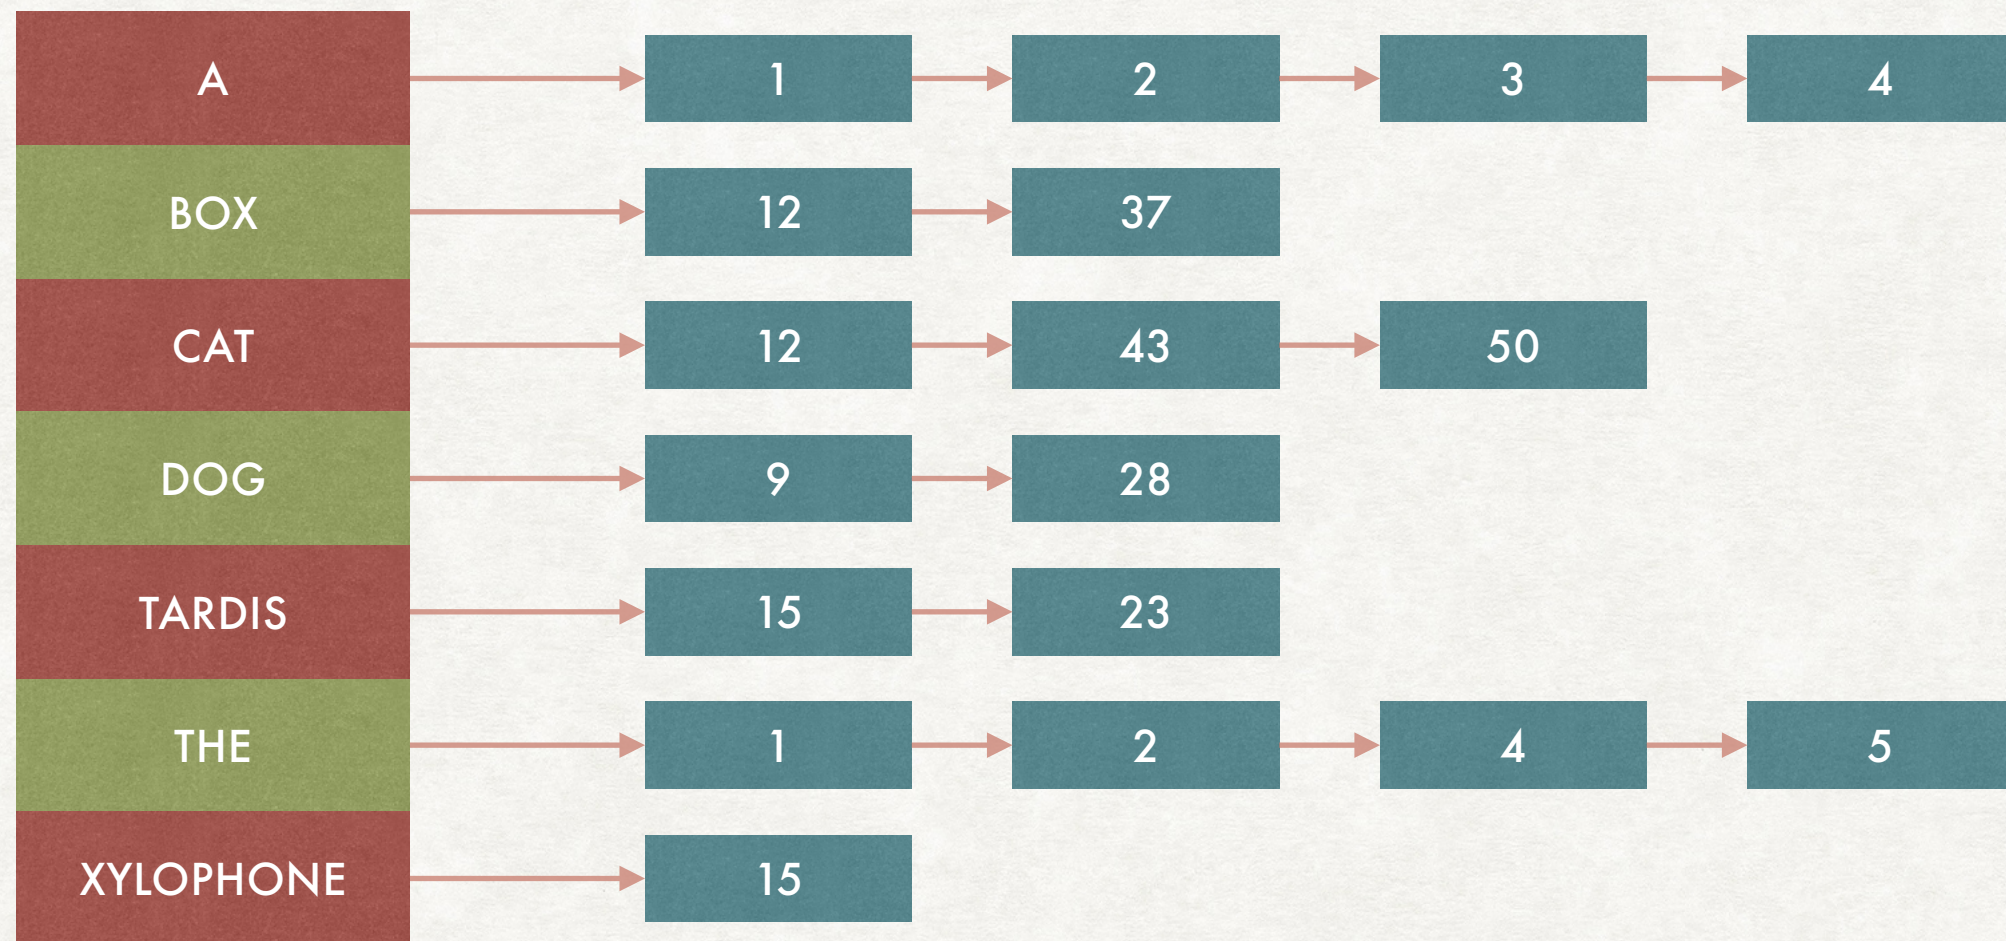 A 1 2 3 4
BOX 12 37
CAT 12 43 50
DOG 9 28
TARDIS 15 23
THE 1 2 4 5
XYLOPHONE 15